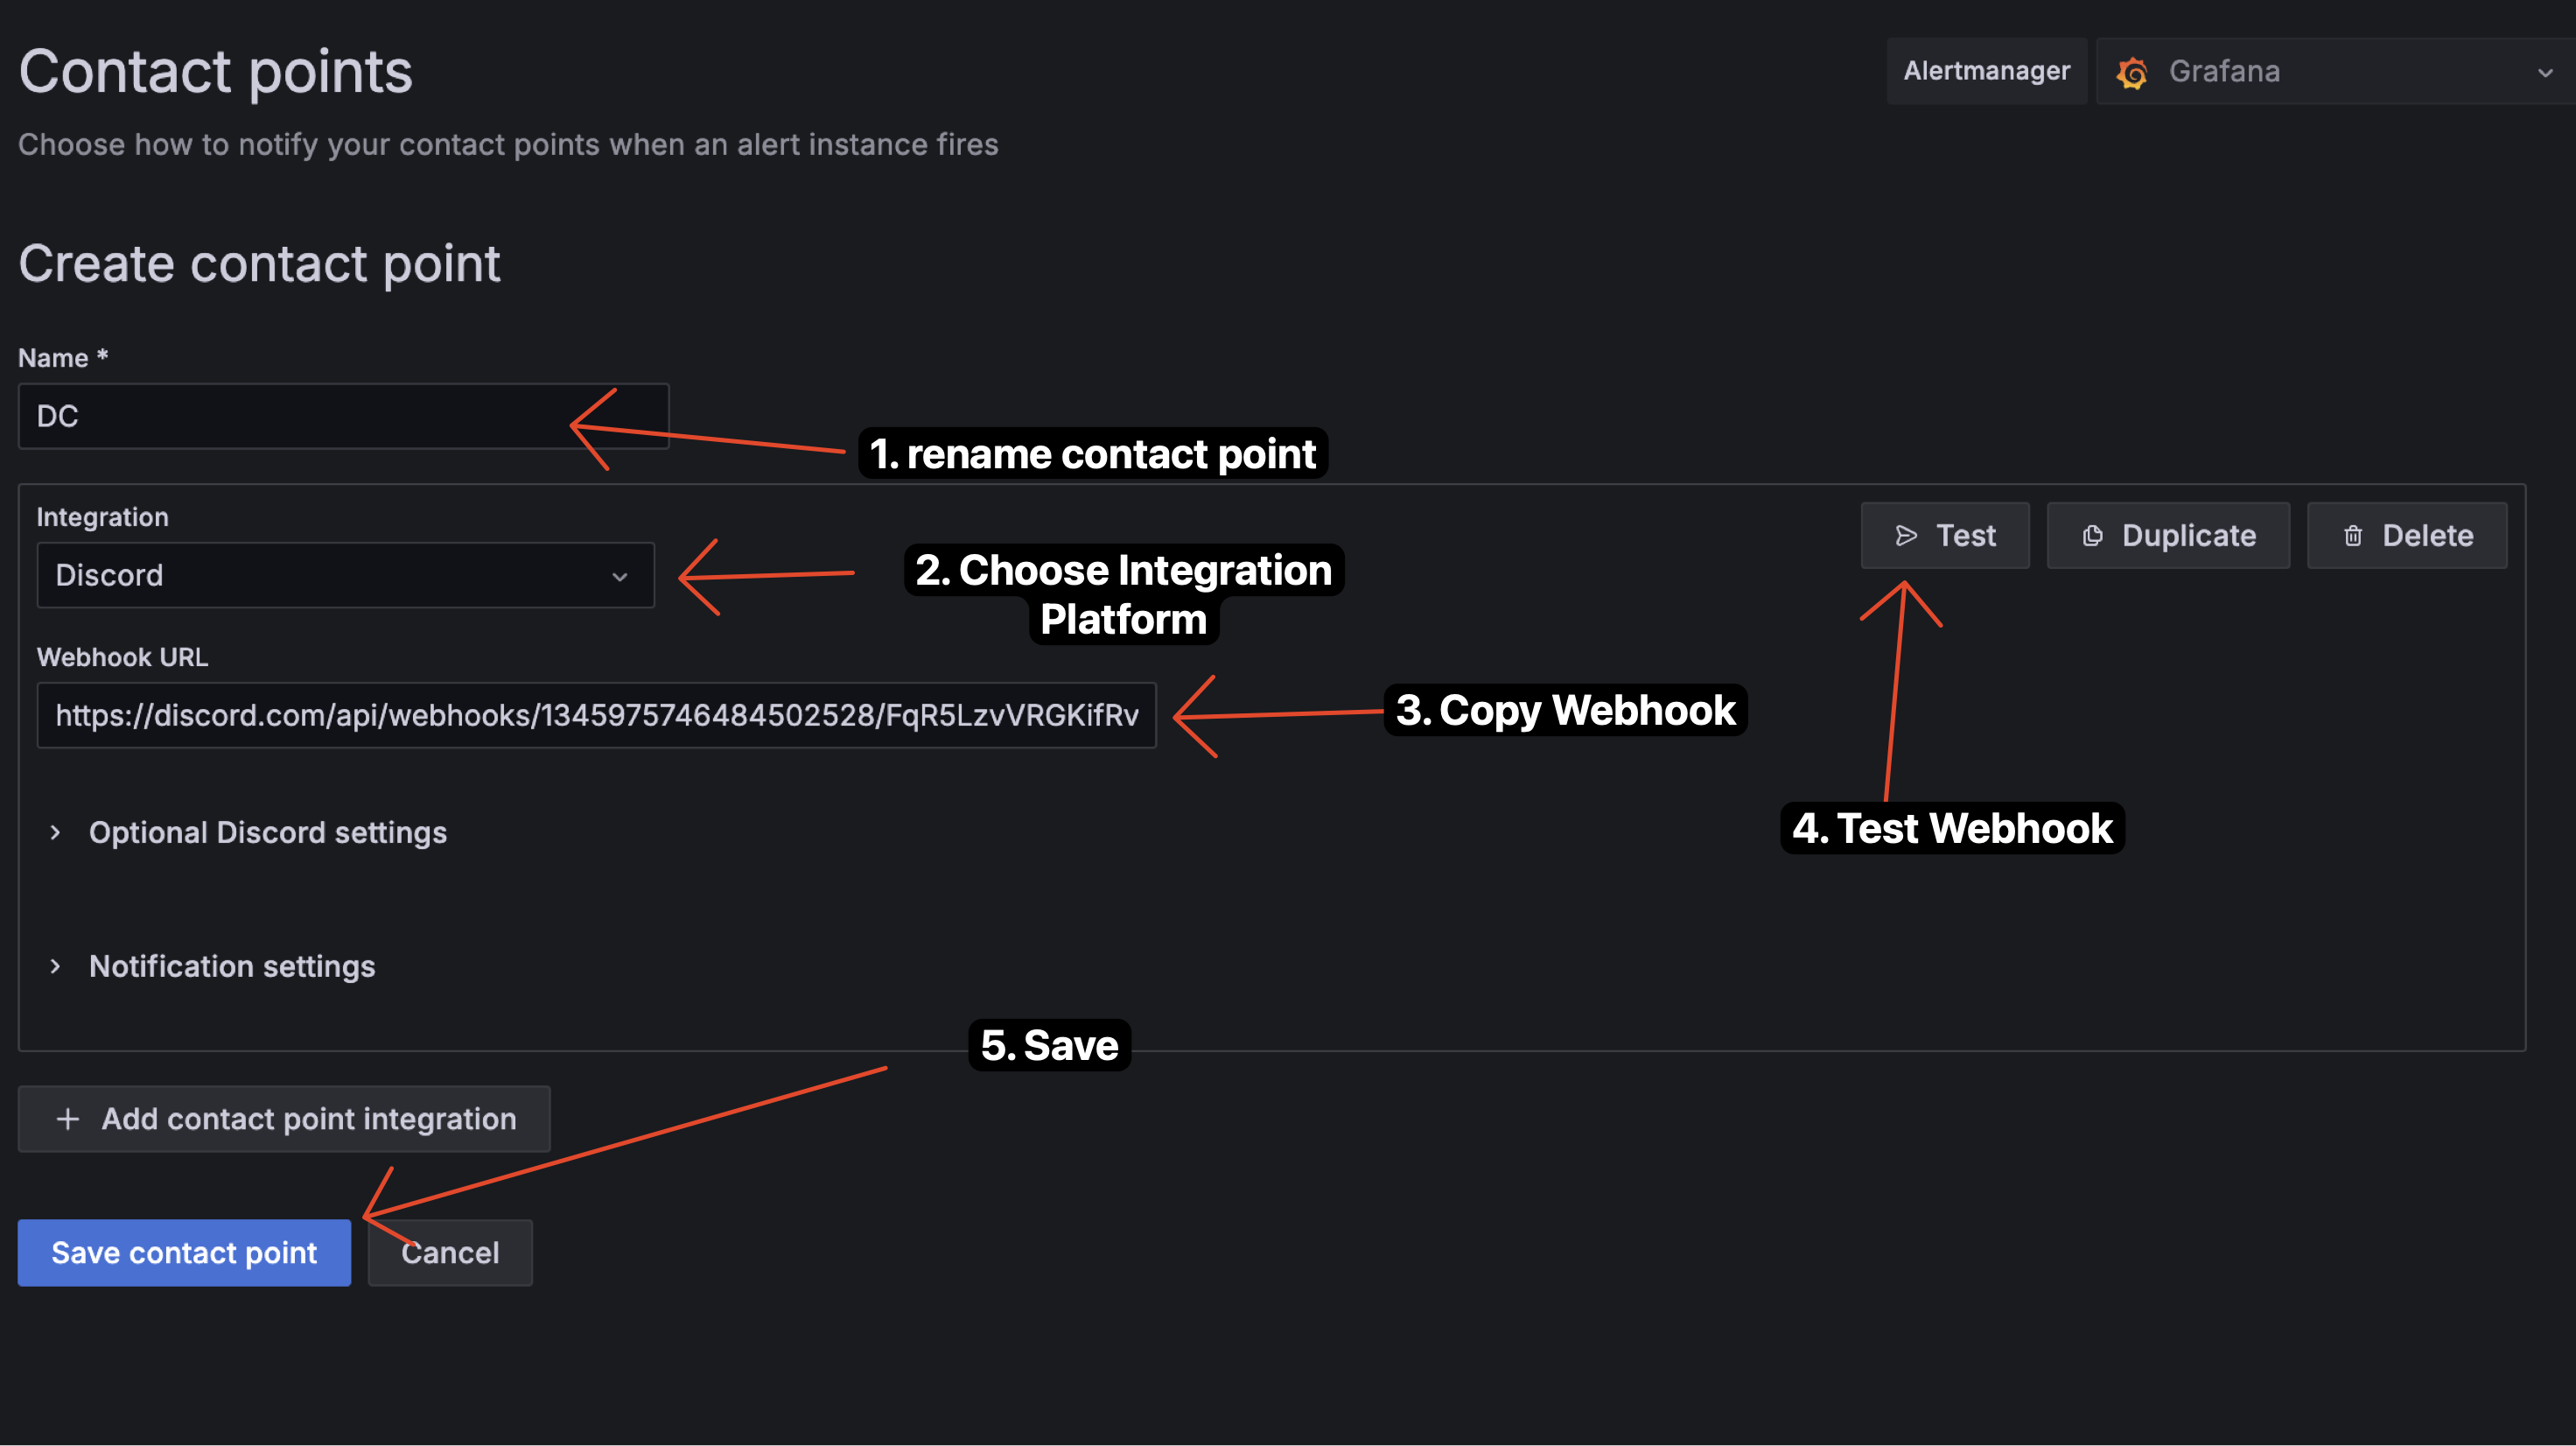 Contact points
Alertmanager
Grafana
Choose how to notify your contact points when an alert instance fires
Create contact point
Name *
DC
1. rename contact point
Integration
Discord
2. Choose Integration
Platform
Test
Duplicate
Delete
Webhook URL
https://discord.com/api/webhooks/1345975746484502528/FqR5LzvVRGKifRv
3. Copy Webhook
4. Test Webhook
Optional Discord settings
Notification settings
5. Save
Add contact point integration
Save contact point
Cancel